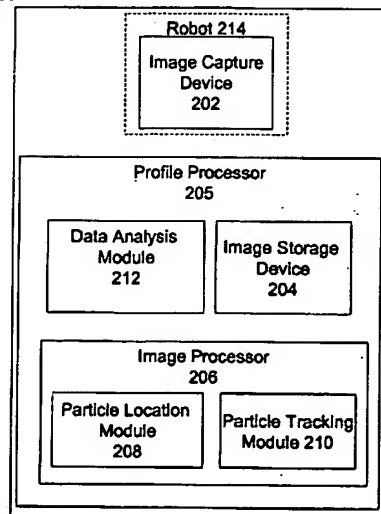 Robot 214
Image Capture
Device
202
Profile Processor
205
Data Analysis
Module
212
Image Storage
Device
204
Image Processor
206
Particle Location
Module
208
Particle Tracking
Module 210